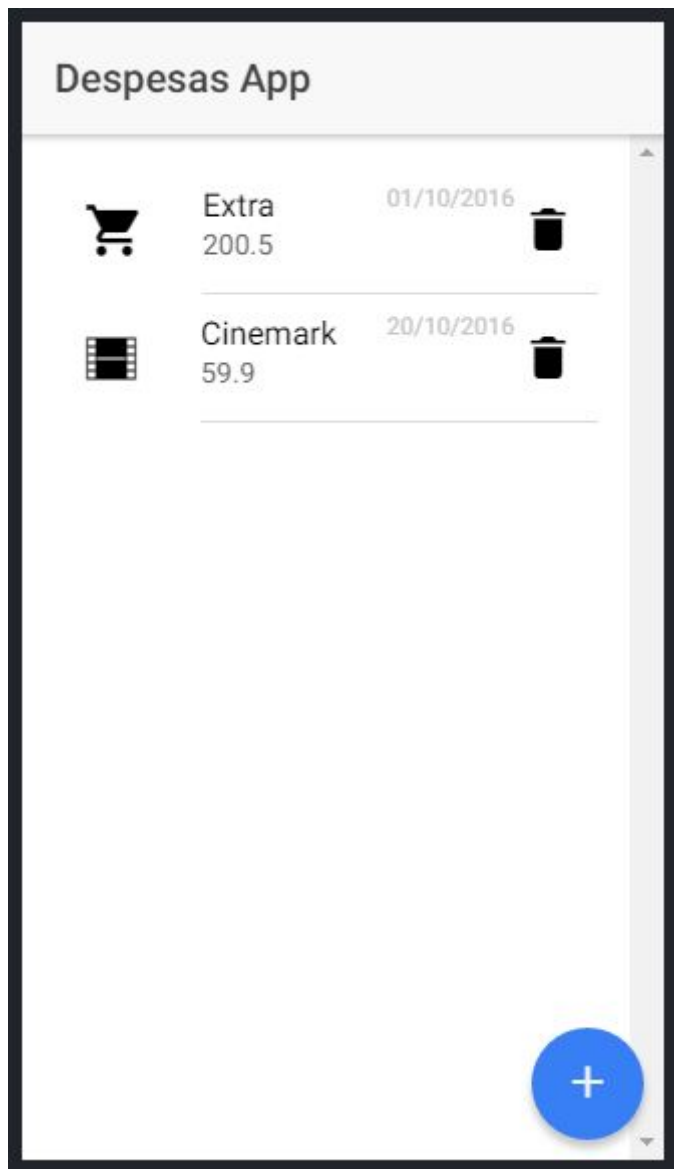 Despesas App
Extra
01/10/2016
200.5
Cinemark
20/10/2016
59.9
+